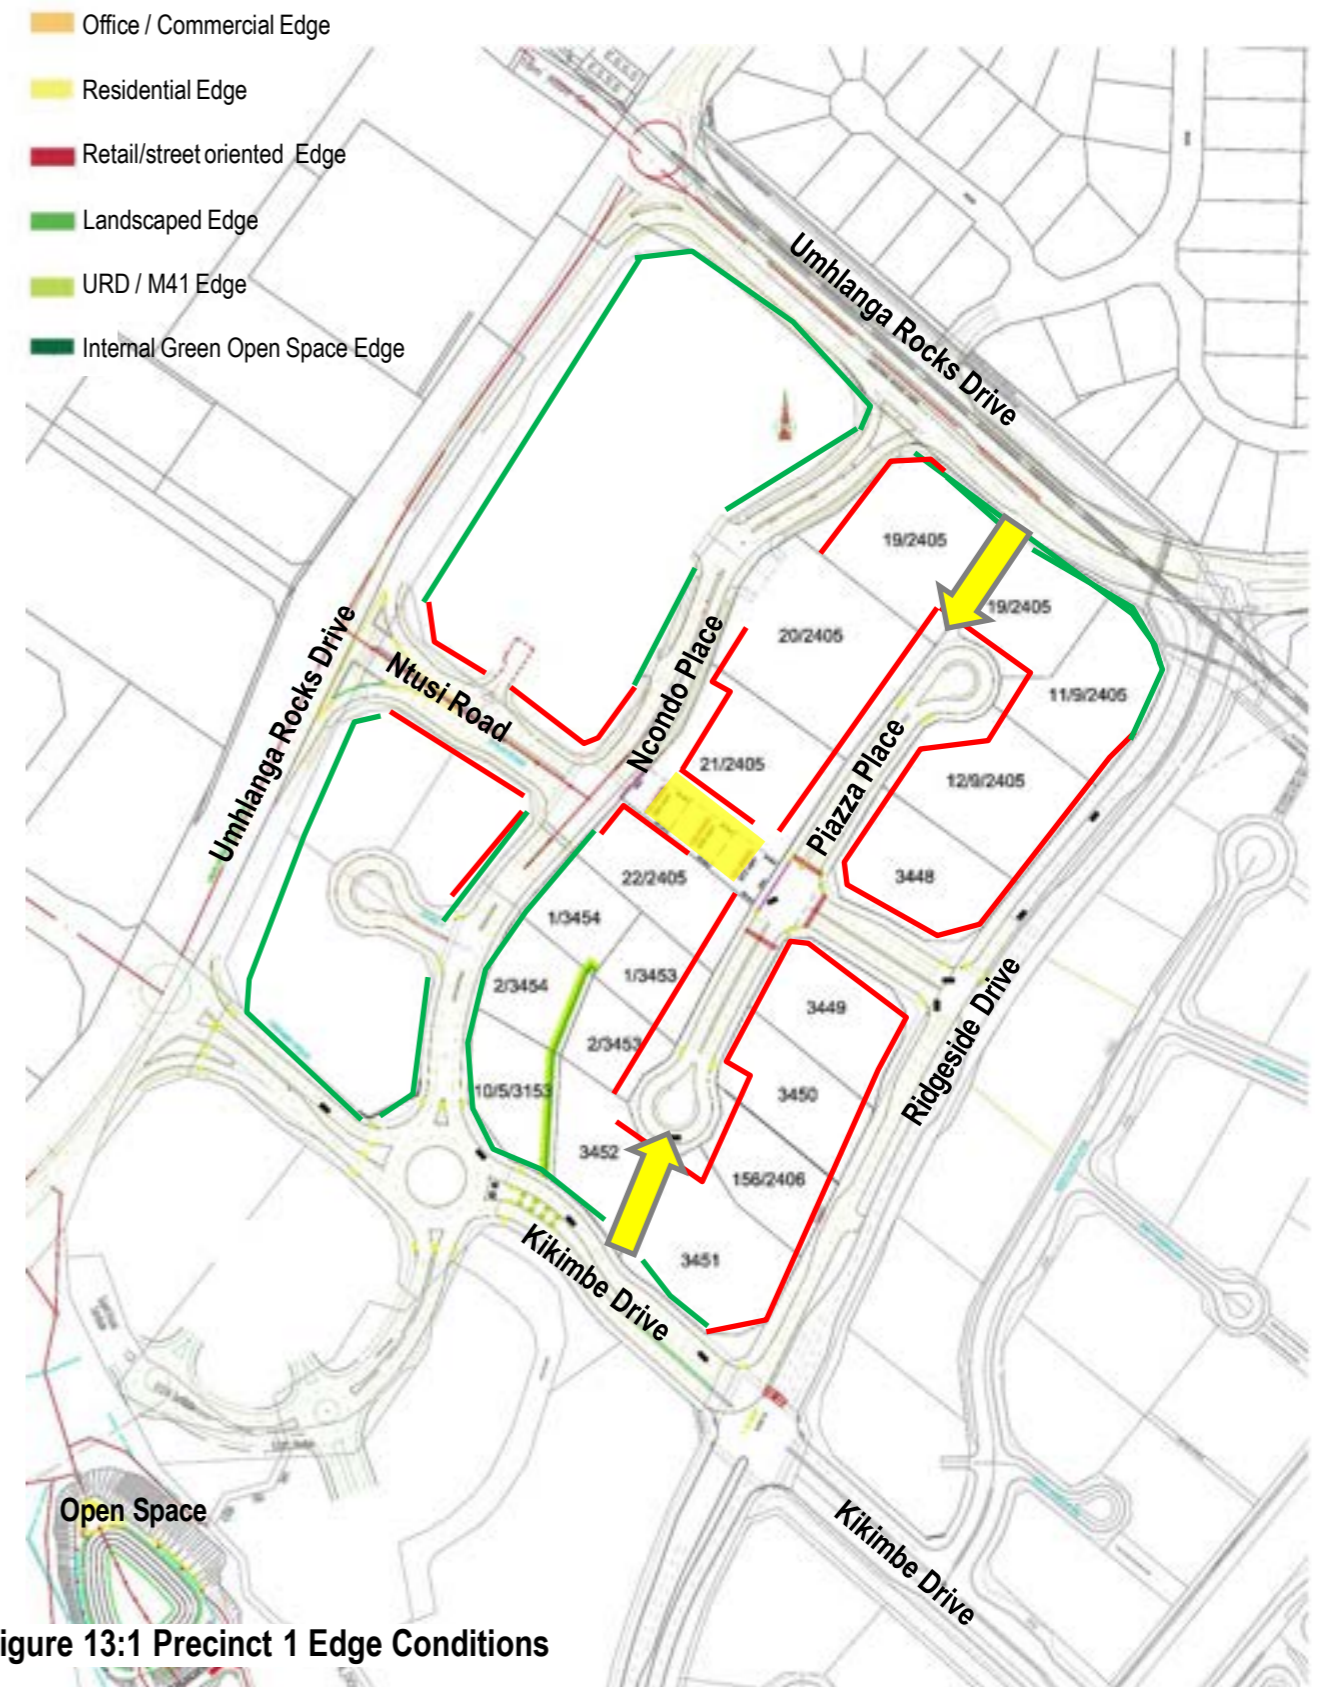 Office / Commercial Edge
Residential Edge
Retail/street oriented Edge
Landscaped Edge
URD / M41 Edge
Internal Green Open Space Edge
Umhlanga Rocks Drive
19/2405
19/2405
20/2405
11/9/2405
Umhlanga Rocks Drive
Ntusi Road
Ncondo Place
21/2405
Piazza Place
12/9/2405
3448
22/2405
1/3454
1/3453
2/3454
3449
2/3453
Ridgeside Drive
10/5/3153
3450
3452
156/2406
3451
Kikimbe Drive
Open Space
Kikimbe Drive
igure 13:1 Precinct 1 Edge Conditions